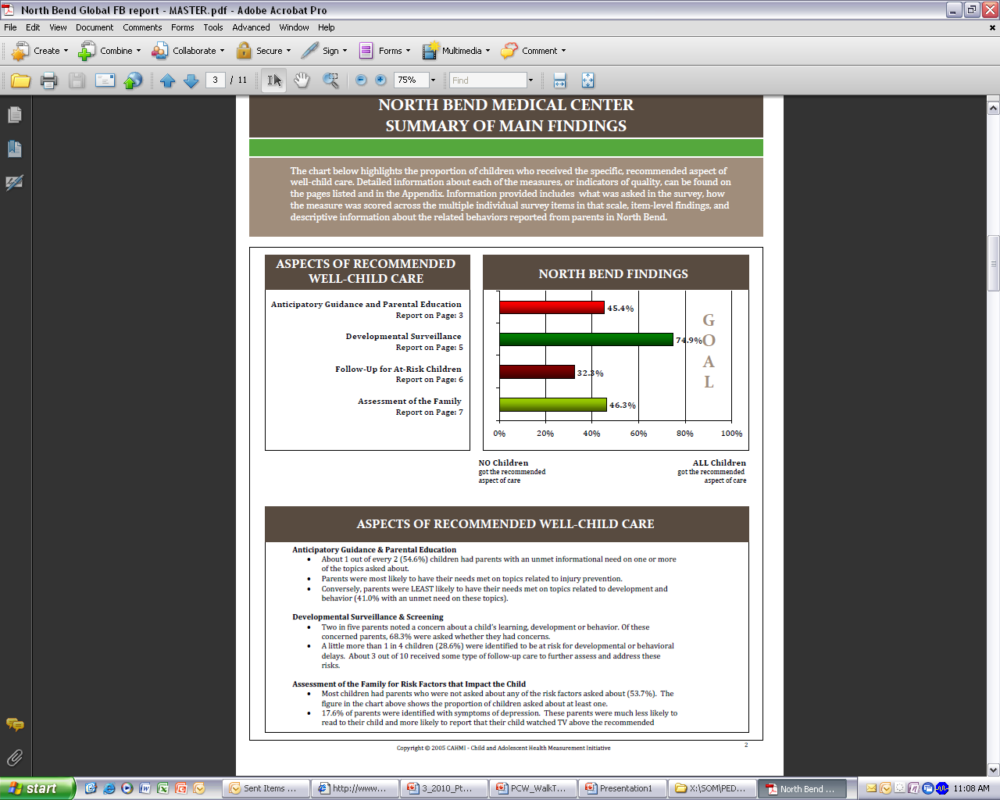 North Bend Global FB report - MASTER.pdf - Adobe Acrobat Pro
File Edit View Document Comments Forms Tools Advanced Window Help
Create Combine Collaborate Secure Sign Forms Multimedia Comment
3 / 11 75% Find
NORTH BEND MEDICAL CENTER
SUMMARY OF MAIN FINDINGS
The chart below highlights the proportion of children who received the specific, recommended aspect of
well-child care. Detailed information about each of the measures, or indicators of quality, can be found on
the pages listed and in the Appendix. Information provided includes what was asked in the survey, how
the measure was scored across the multiple individual survey items in that scale, item-level findings, and
descriptive information about the related behaviors reported from parents in North Bend.
ASPECTS OF RECOMMENDED
WELL-CHILD CARE
Anticipatory Guidance and Parental Education
Report on Page: 3
Developmental Surveillance
Report on Page: 5
Follow-Up for At-Risk Children
Report on Page: 6
Assessment of the Family
Report on Page: 7
NORTH BEND FINDINGS
45.4%
74.9%
32.3%
46.3%
G
O
A
L
0% 20% 40% 60% 80% 100%
NO Children
got the recommended
aspect of care
ALL Children
got the recommended
aspect of care
ASPECTS OF RECOMMENDED WELL-CHILD CARE
Anticipatory Guidance & Parental Education
• About 1 out of every 2 (54.6%) children had parents with an unmet informational need on one or more
of the topics asked about.
• Parents were most likely to have their needs met on topics related to injury prevention.
• Conversely, parents were LEAST likely to have their needs met on topics related to development and
behavior (41.0% with an unmet need on these topics).
Developmental Surveillance & Screening
• Two in five parents noted a concern about a child's learning, development or behavior. Of these
concerned parents, 68.3% were asked whether they had concerns.
• A little more than 1 in 4 children (28.6%) were identified to be at risk for developmental or behavioral
delays. About 3 out of 10 received some type of follow-up care to further assess and address these
risks.
Assessment of the Family for Risk Factors that Impact the Child
• Most children had parents who were not asked about any of the risk factors asked about (53.7%). The
figure in the chart above shows the proportion of children asked about at least one.
• 17.6% of parents were identified with symptoms of depression. These parents were much less likely to
read to their child and more likely to report that their child watched TV above the recommended
Copyright © 2005 CAHMI - Child and Adolescent Health Measurement Initiative
2
start Sent Items ... http://www... 3_2010_Pt... PCW_WalkT... Presentation1 X:\SOM\PED... North Bend ... 11:08 AM